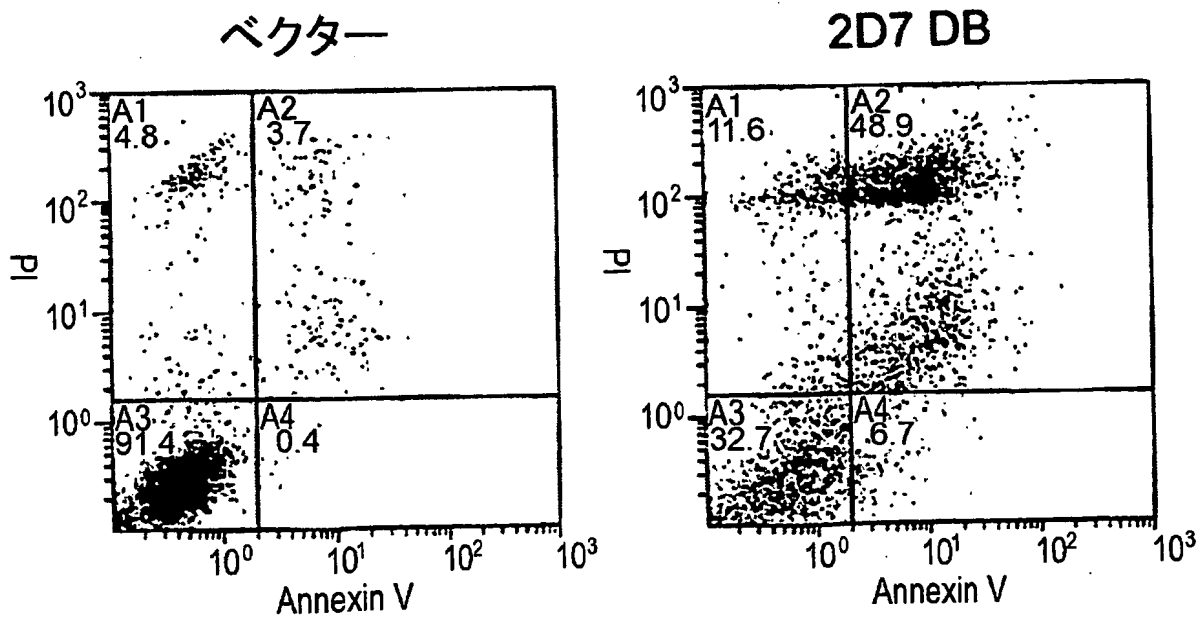 ベクター
10³
A1
4.8
A2
3.7
10²
PI
10¹
10⁰
A3
91.4
A4
0.4
10⁰ 10¹ 10² 10³
Annexin V
2D7 DB
10³
A1
11.6
A2
48.9
10²
PI
10¹
10⁰
A3
32.7
A4
6.7
10⁰ 10¹ 10² 10³
Annexin V